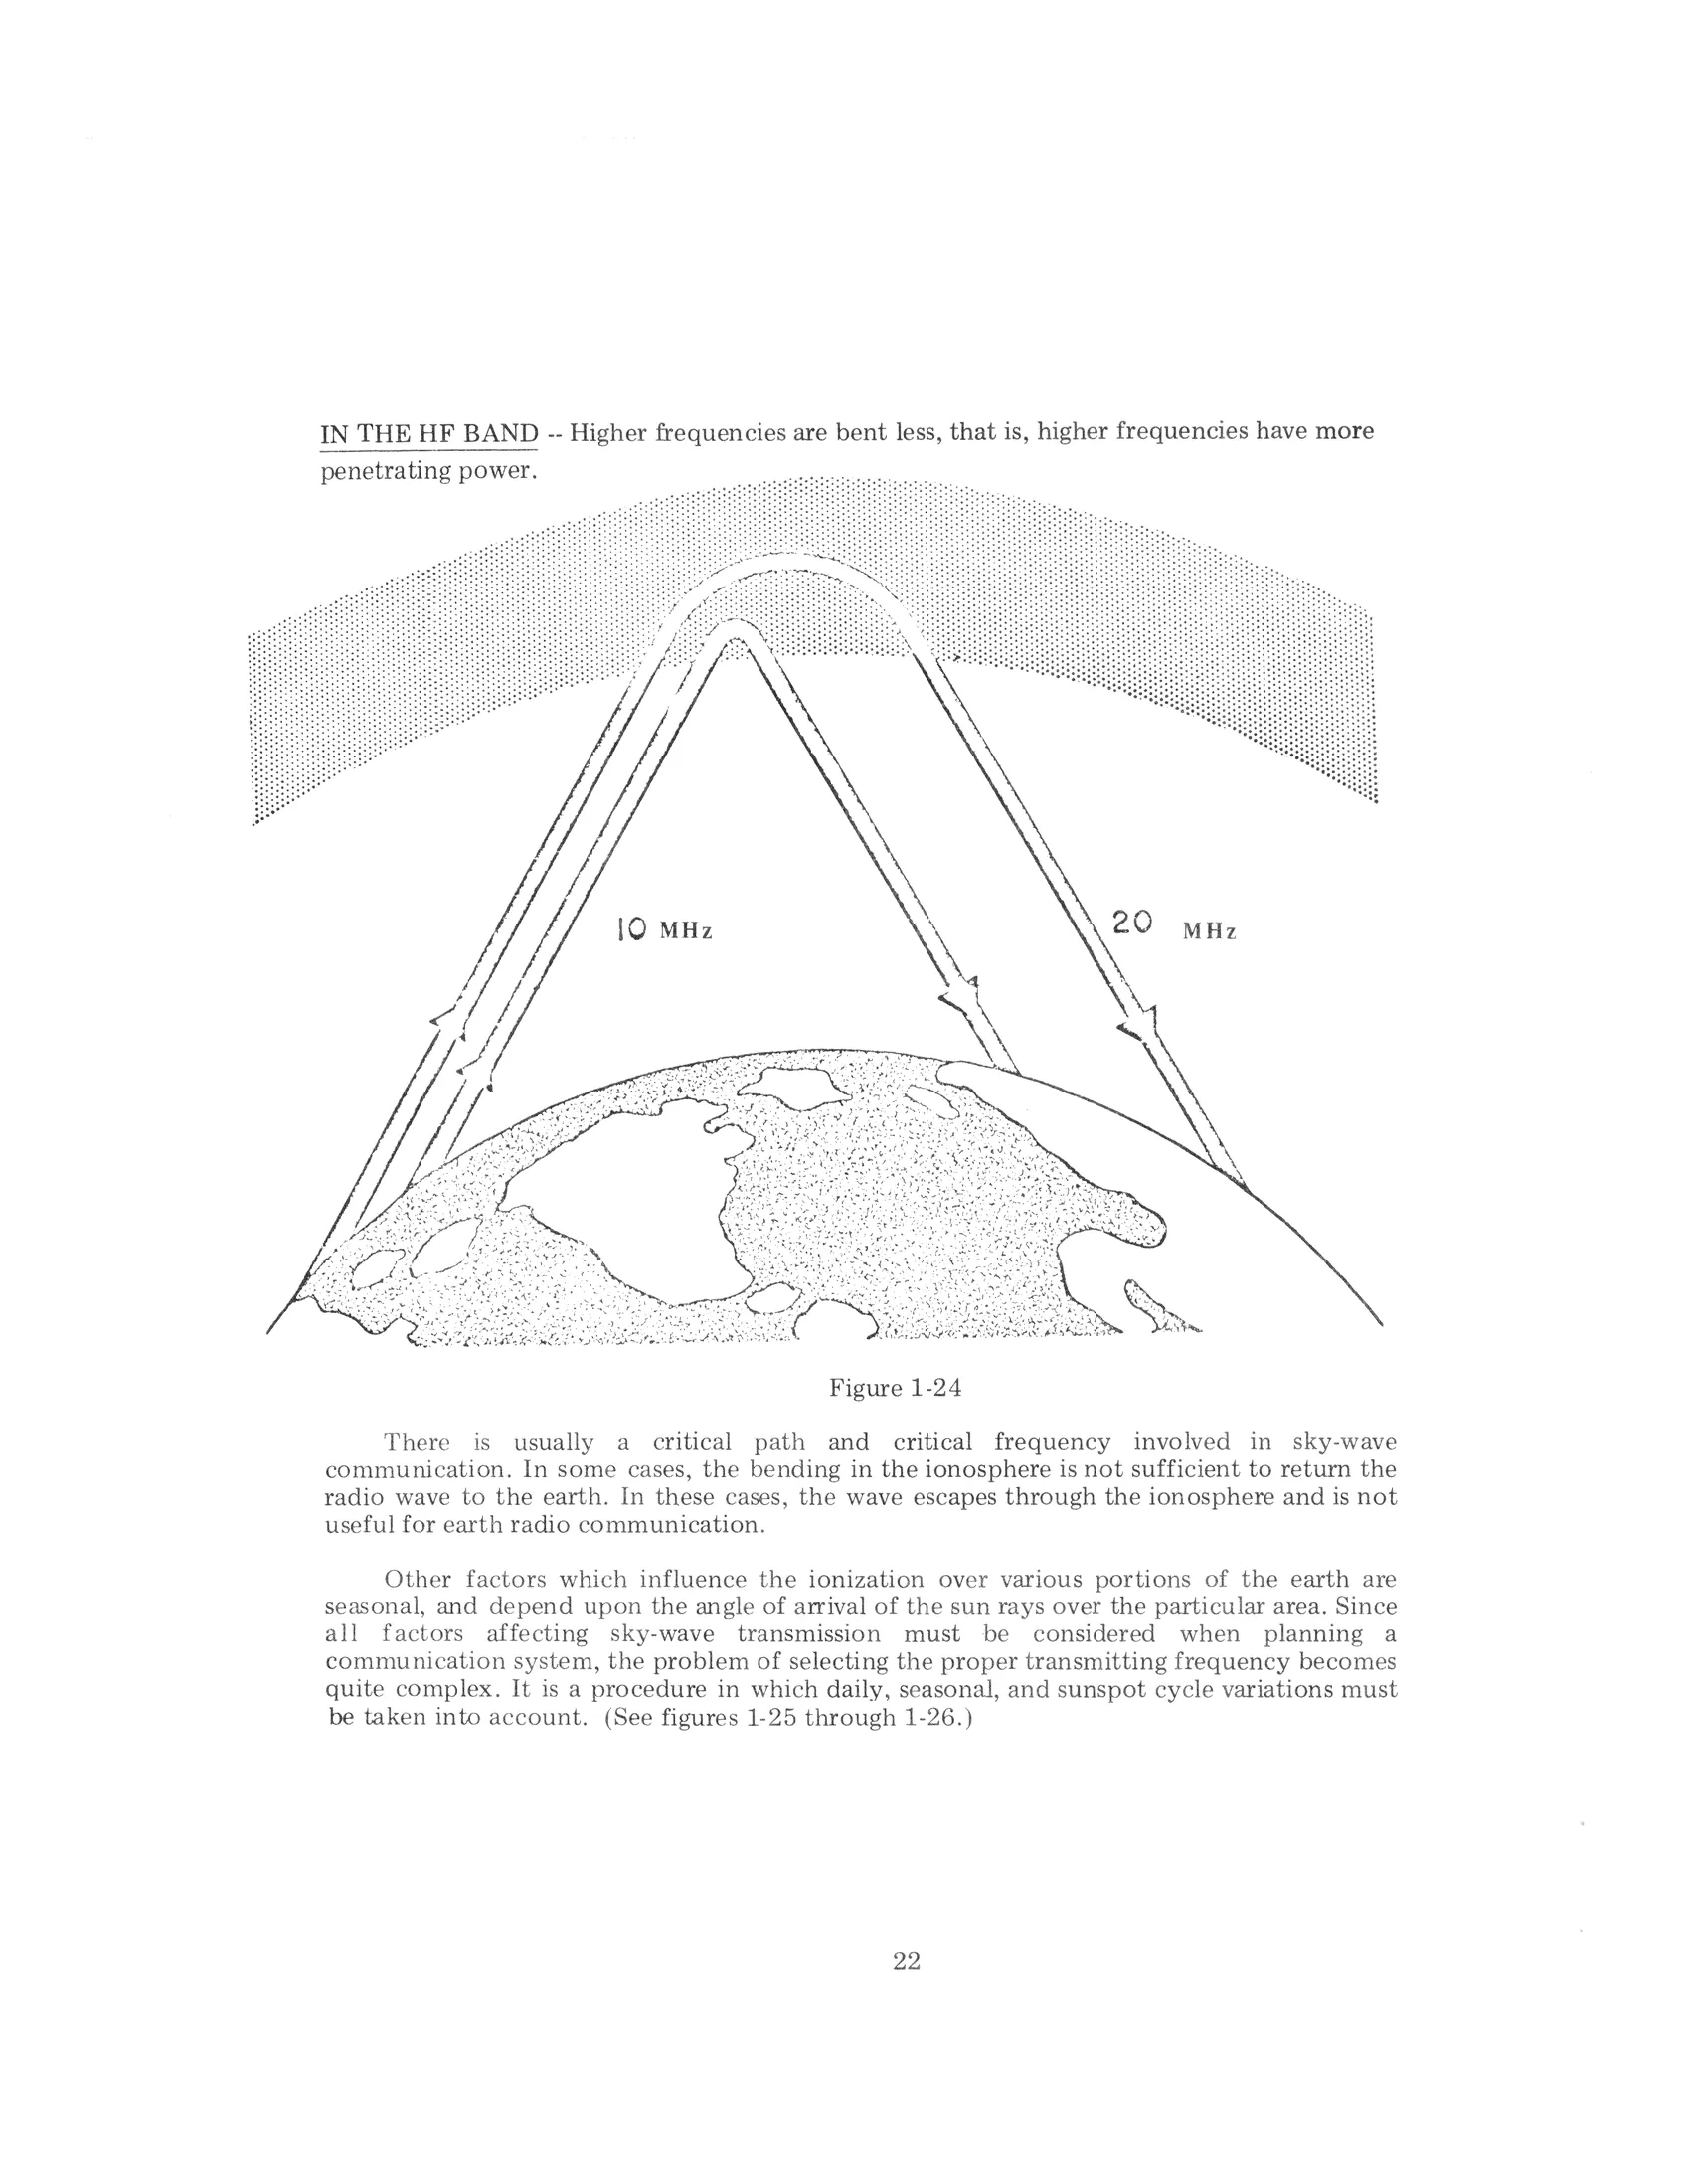 IN THE HF BAND -- Higher frequencies are bent less, that is, higher frequencies have more
penetrating power.
10 MHz
20 MHz
Figure 1-24
There is usually a critical path and critical frequency involved in sky-wave
communication. In some cases, the bending in the ionosphere is not sufficient to return the
radio wave to the earth. In these cases, the wave escapes through the ionosphere and is not
useful for earth radio communication.
Other factors which influence the ionization over various portions of the earth are
seasonal, and depend upon the angle of arrival of the sun rays over the particular area. Since
all factors affecting sky-wave transmission must be considered when planning a
communication system, the problem of selecting the proper transmitting frequency becomes
quite complex. It is a procedure in which daily, seasonal, and sunspot cycle variations must
be taken into account. (See figures 1-25 through 1-26.)
22